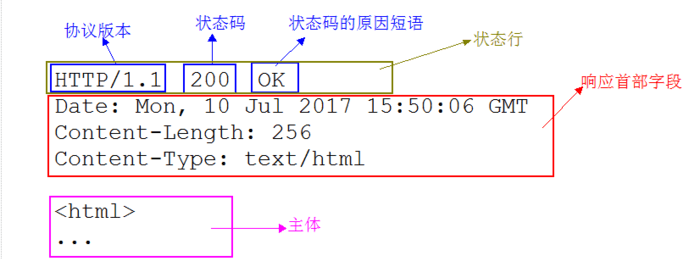 协议版本 状态码 状态码的原因短语 状态行
HTTP/1.1 200 OK
响应首部字段
Date: Mon, 10 Jul 2017 15:50:06 GMT
Content-Length: 256
Content-Type: text/html
<html>
...
主体